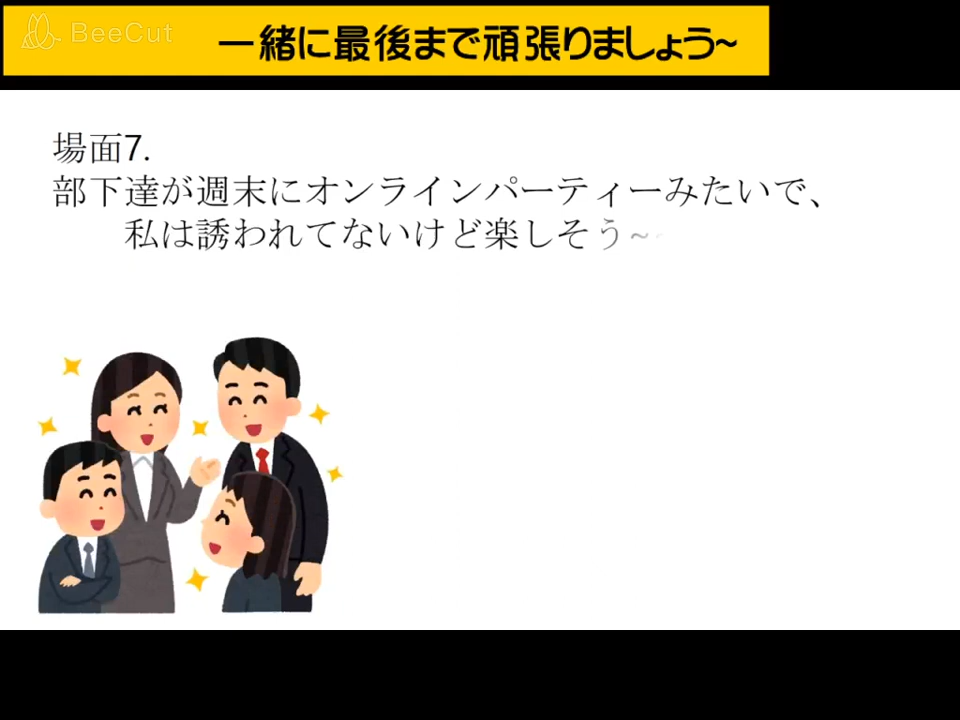 BeeCut
一緒に最後まで頑張りましょう~
場面7.
部下達が週末にオンラインパーティーみたいで、
私は誘われてないけど楽しそう~